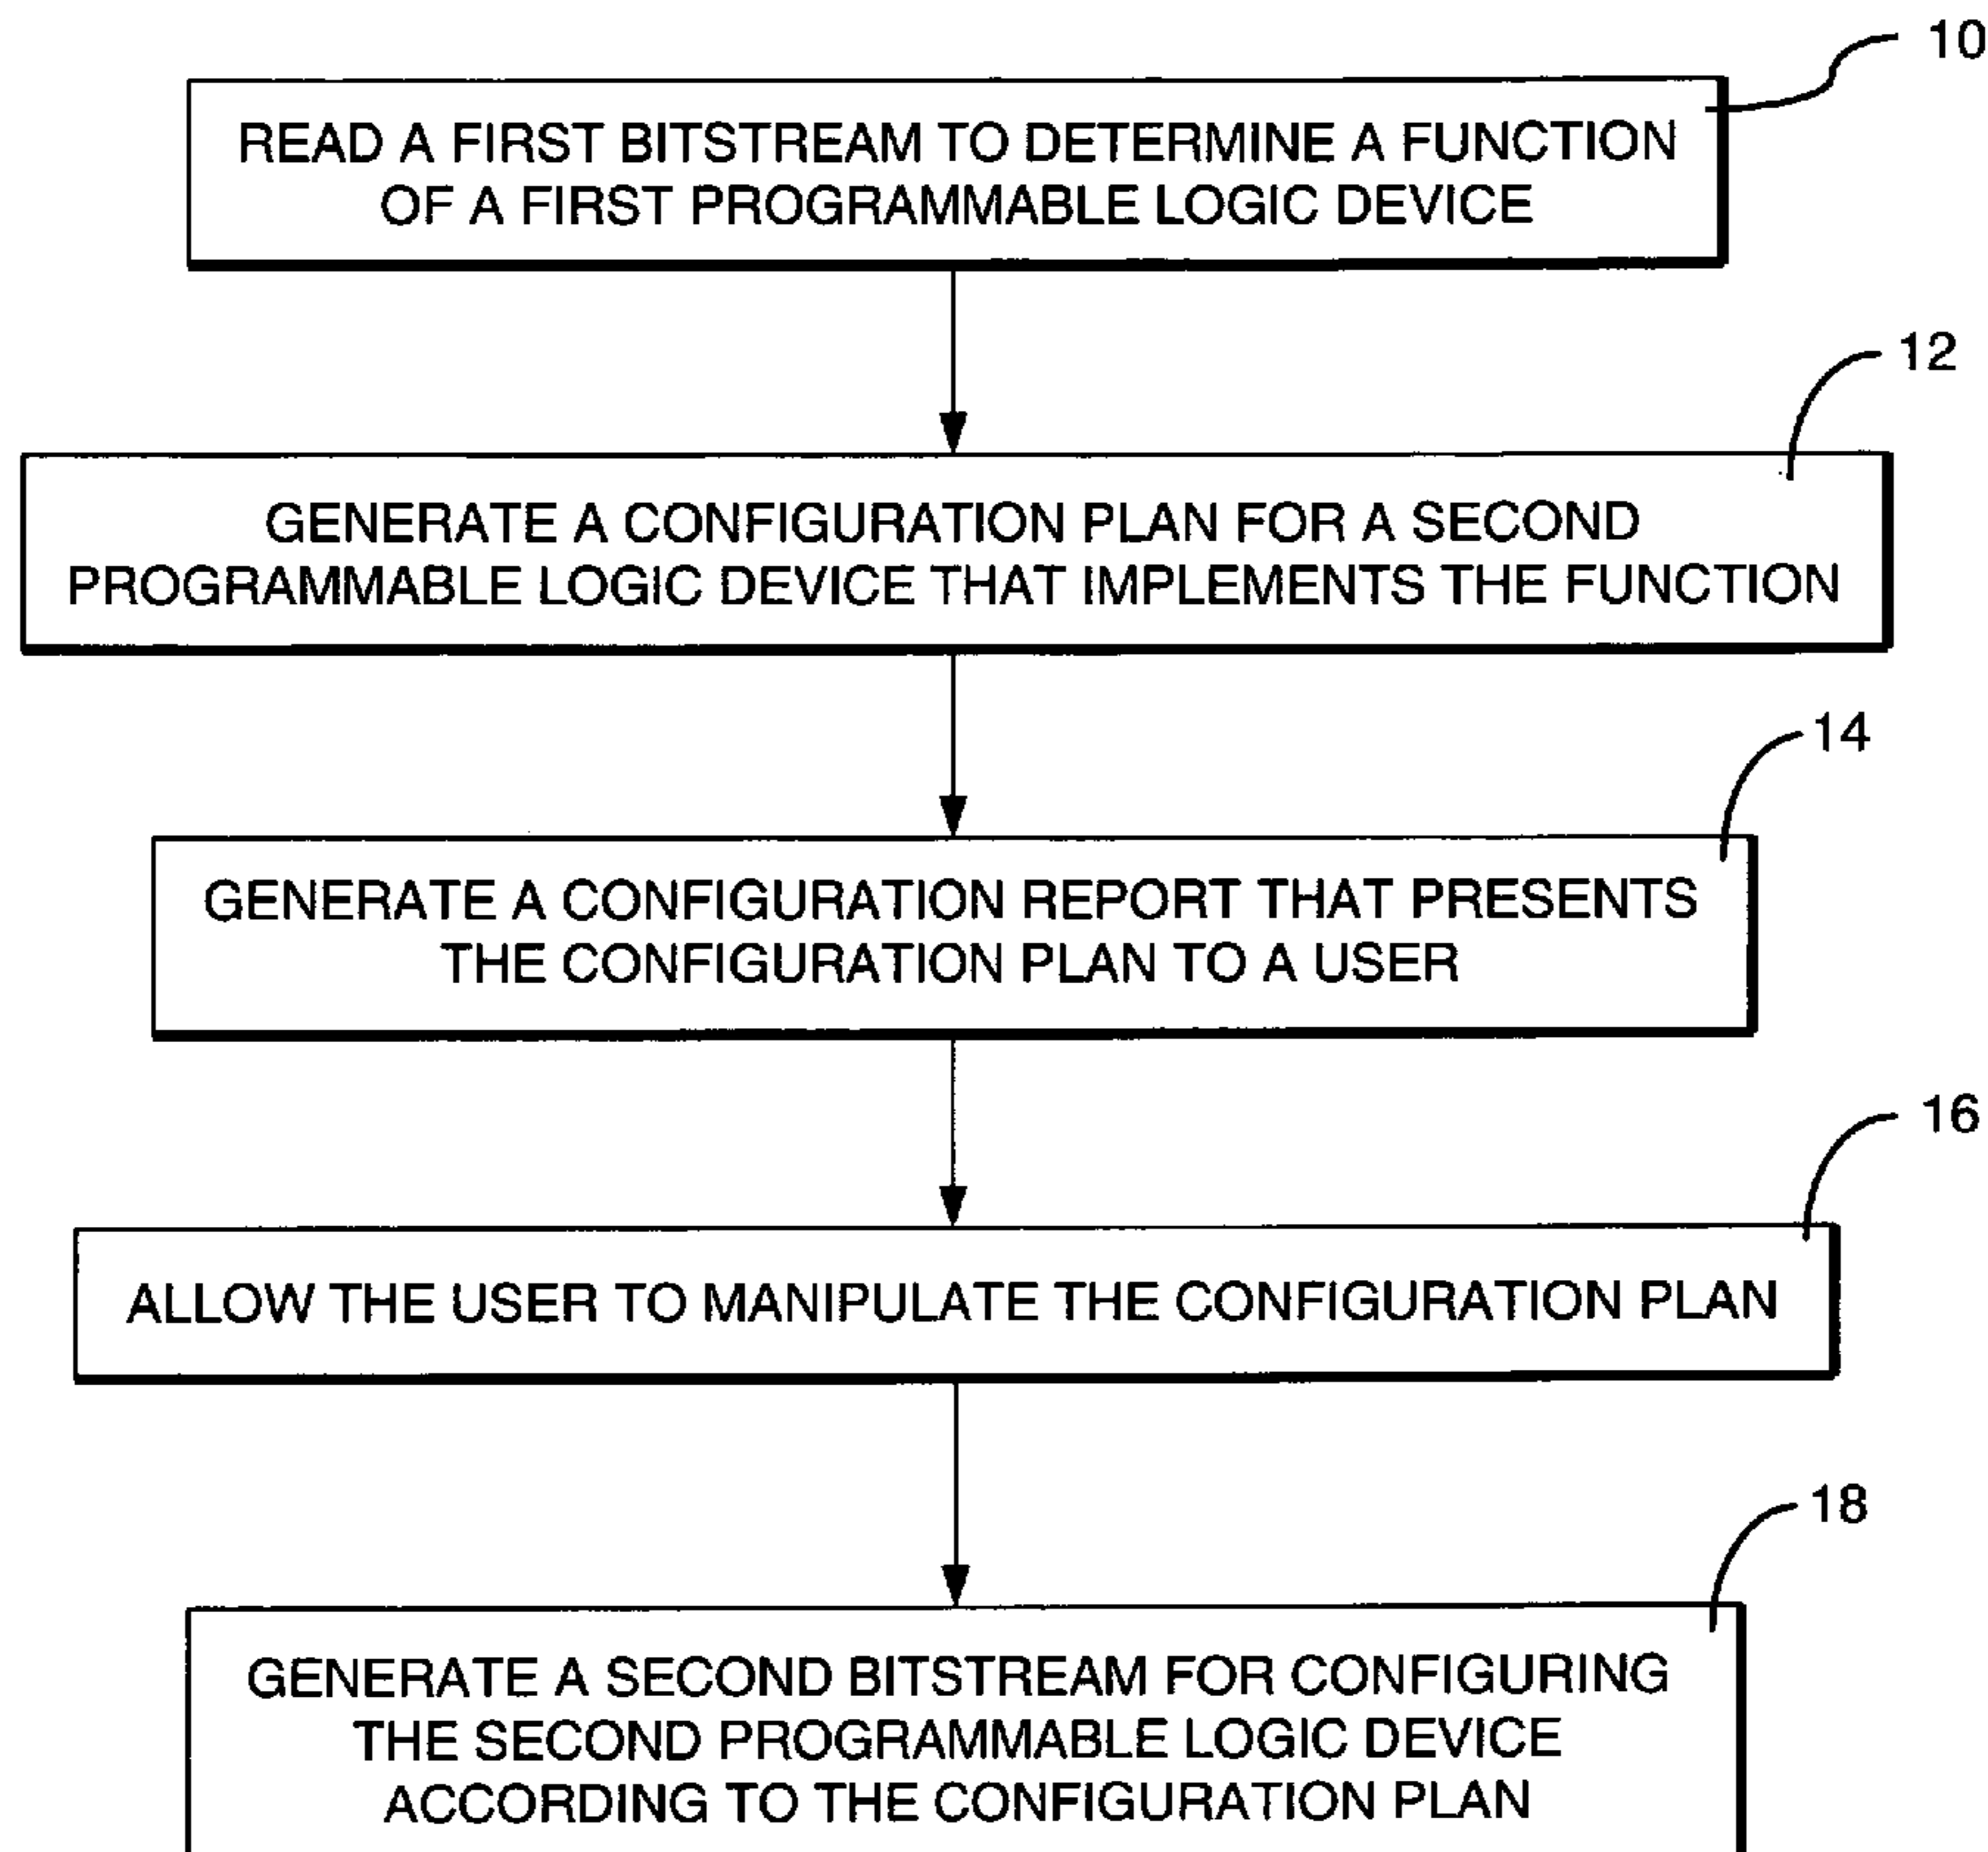 10
READ A FIRST BITSTREAM TO DETERMINE A FUNCTION
OF A FIRST PROGRAMMABLE LOGIC DEVICE
12
GENERATE A CONFIGURATION PLAN FOR A SECOND
PROGRAMMABLE LOGIC DEVICE THAT IMPLEMENTS THE FUNCTION
14
GENERATE A CONFIGURATION REPORT THAT PRESENTS
THE CONFIGURATION PLAN TO A USER
16
ALLOW THE USER TO MANIPULATE THE CONFIGURATION PLAN
18
GENERATE A SECOND BITSTREAM FOR CONFIGURING
THE SECOND PROGRAMMABLE LOGIC DEVICE
ACCORDING TO THE CONFIGURATION PLAN